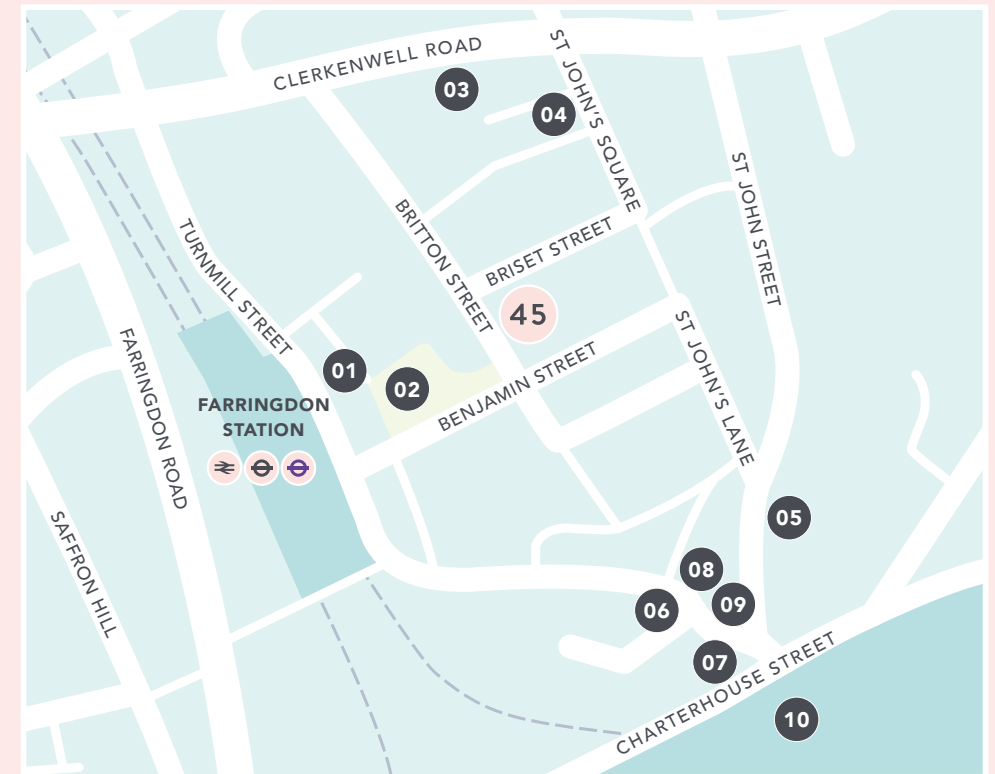 CLERKENWELL ROAD
ST JOHN'S SQUARE
03
04
ST JOHN STREET
BRITTON STREET
TURNMILL STREET
BRISET STREET
45
ST JOHN'S LANE
FARRINGDON ROAD
01
02
BENJAMIN STREET
FARRINGDON
STATION
SAFFRON HILL
05
08
09
06
07
CHARTERHOUSE STREET
10